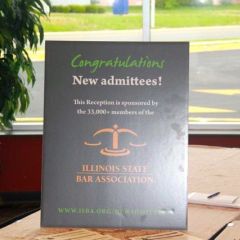 Congratulations
New admittees!
This Reception is sponsored by
the 33,000+ members of the
ILLINOIS STATE
BAR ASSOCIATION